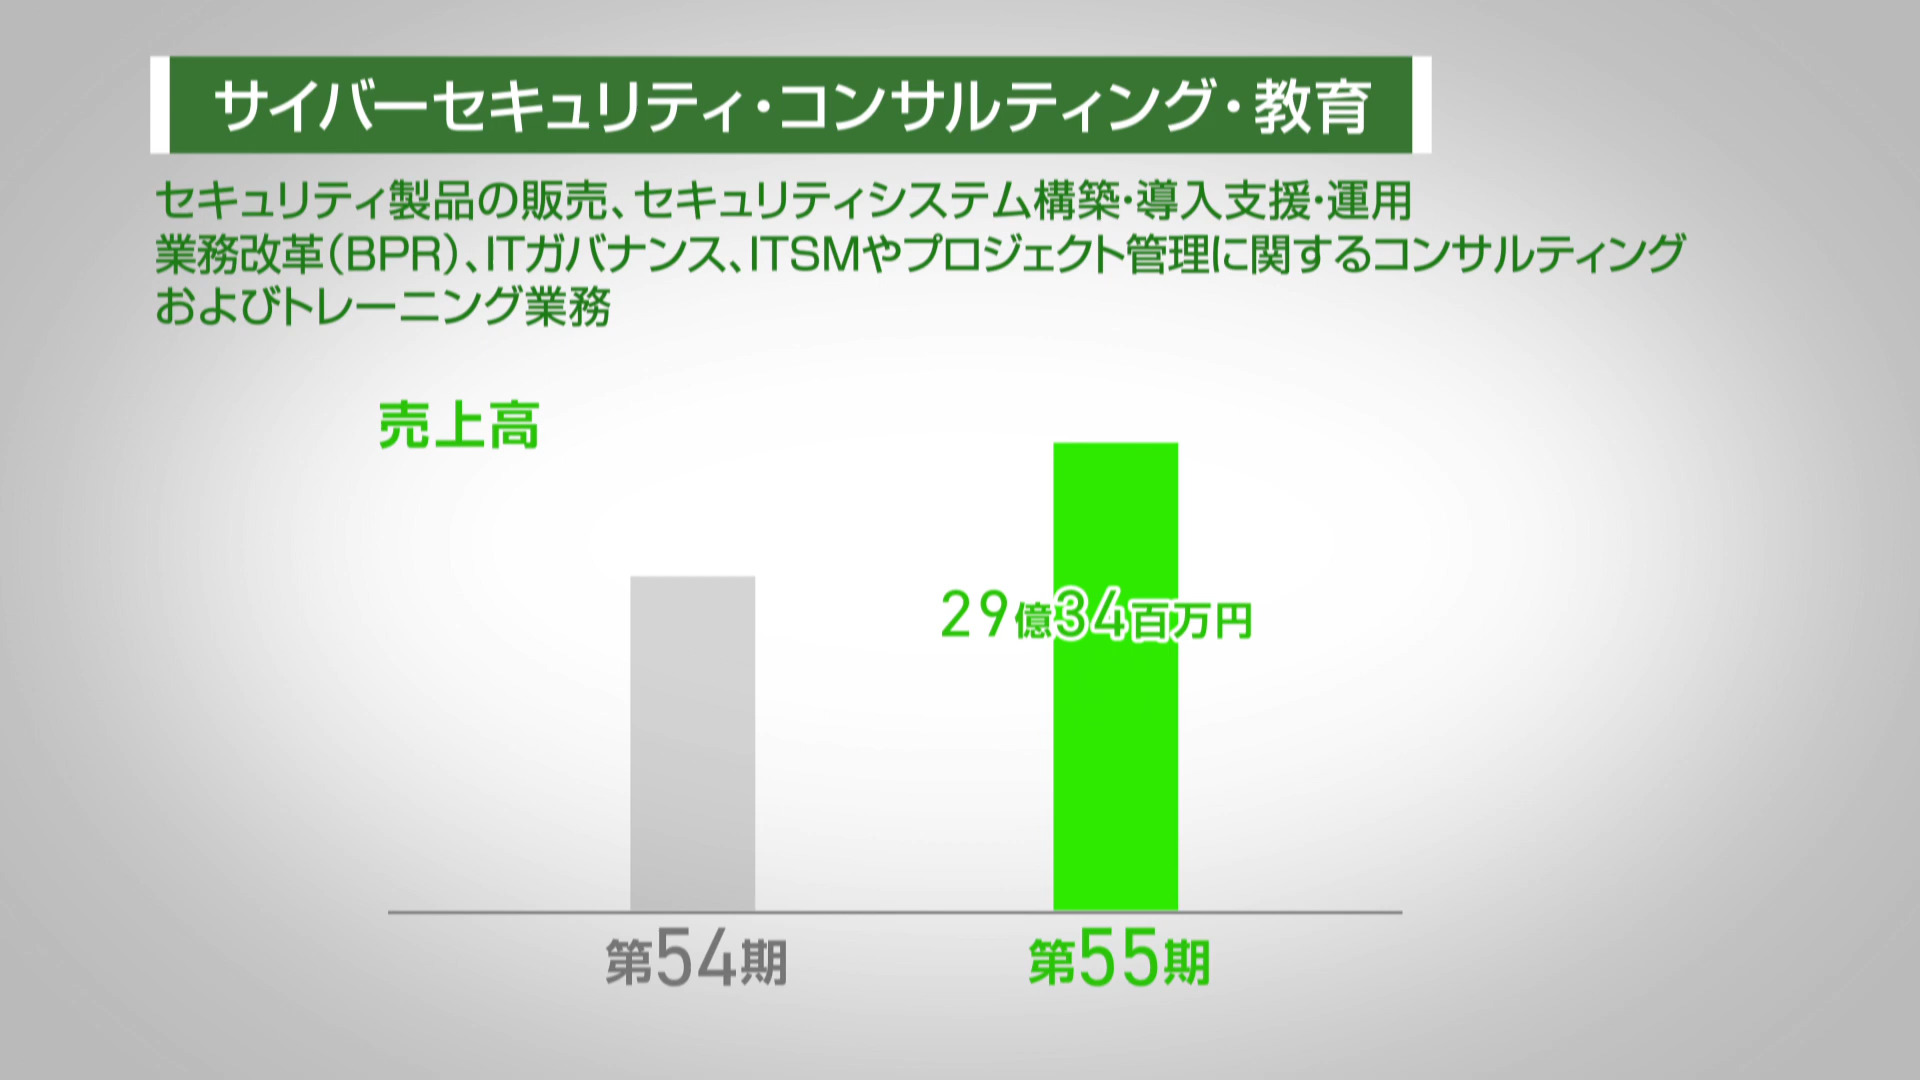 サイバーセキュリティ・コンサルティング・教育
セキュリティ製品の販売、セキュリティシステム構築・導入支援・運用
業務改革（BPR）、ITガバナンス、ITSMやプロジェクト管理に関するコンサルティング
およびトレーニング業務
売上高
29億34百万円
第54期
第55期